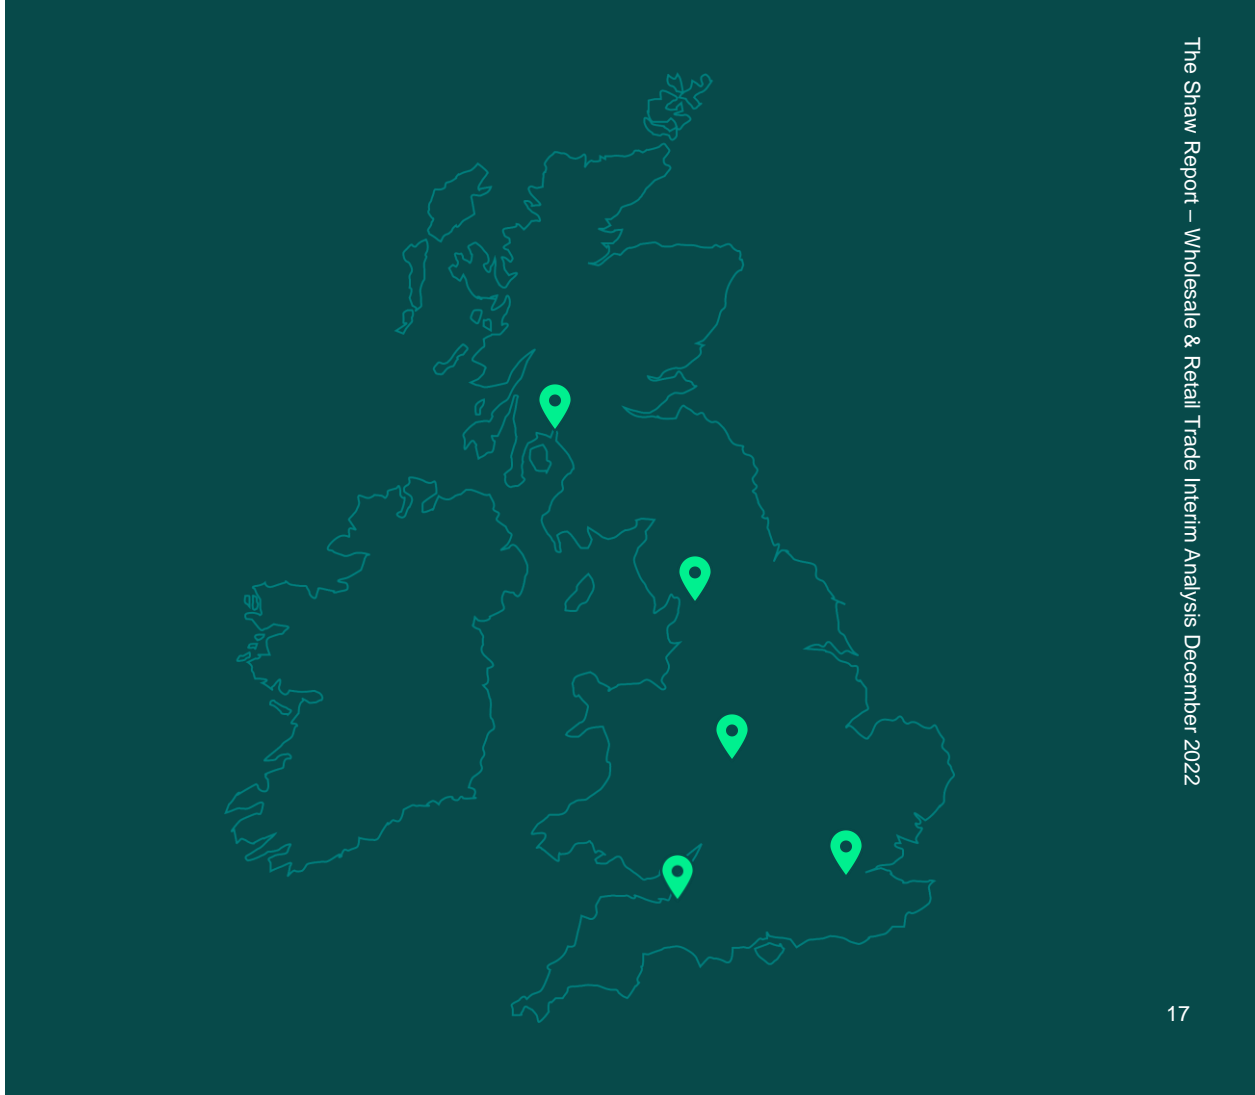 The Shaw Report – Wholesale & Retail Trade Interim Analysis December 2022
17